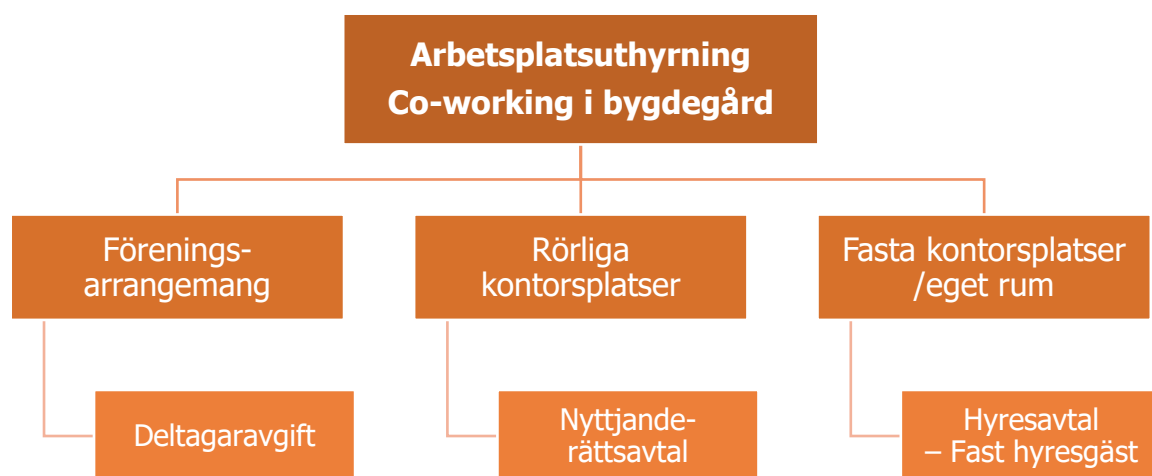 Arbetsplatsuthyrning
Co-working i bygdegård
Förenings-
arrangemang
Rörliga
kontorsplatser
Fasta kontorsplatser
/eget rum
Deltagaravgift
Nyttjande-
rättsavtal
Hyresavtal
– Fast hyresgäst